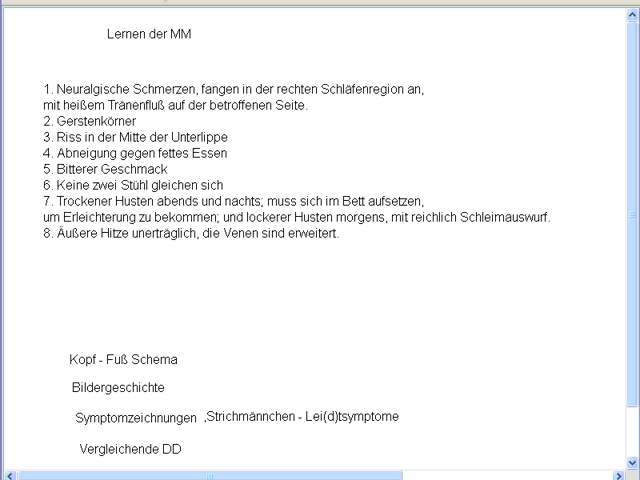 Lernen der MM
1. Neuralgische Schmerzen, fangen in der rechten Schläfenregion an,
mit heißem Tränenfluß auf der betroffenen Seite.
2. Gerstenkörner
3. Riss in der Mitte der Unterlippe
4. Abneigung gegen fettes Essen
5. Bitterer Geschmack
6. Keine zwei Stühl gleichen sich
7. Trockener Husten abends und nachts; muss sich im Bett aufsetzen,
um Erleichterung zu bekommen; und lockerer Husten morgens, mit reichlich Schleimauswurf.
8. Äußere Hitze unerträglich, die Venen sind erweitert.
Kopf - Fuß Schema
Bildergeschichte
Symptomzeichnungen ,Strichmännchen - Lei(d)tsymptome
Vergleichende DD